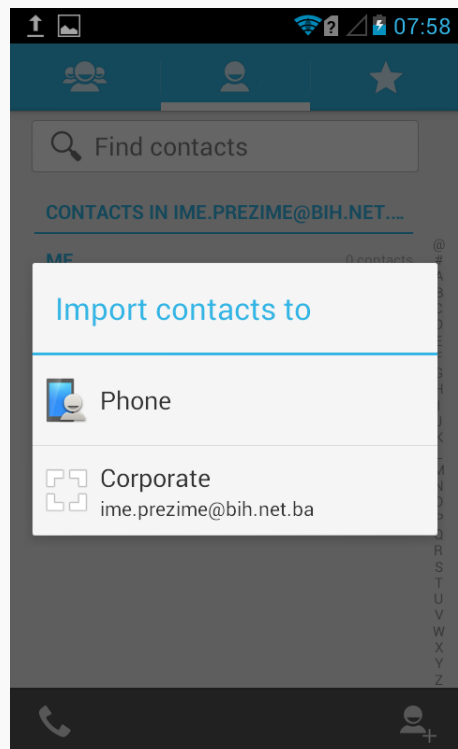 07:58
Find contacts
CONTACTS IN IME.PREZIME@BIH.NET....
ME
0 contacts
Import contacts to
Phone
Corporate
ime.prezime@bih.net.ba
@
#
A
B
C
D
E
G
H
I
J
K
L
M
N
O
P
Q
R
S
T
U
V
W
X
Y
Z